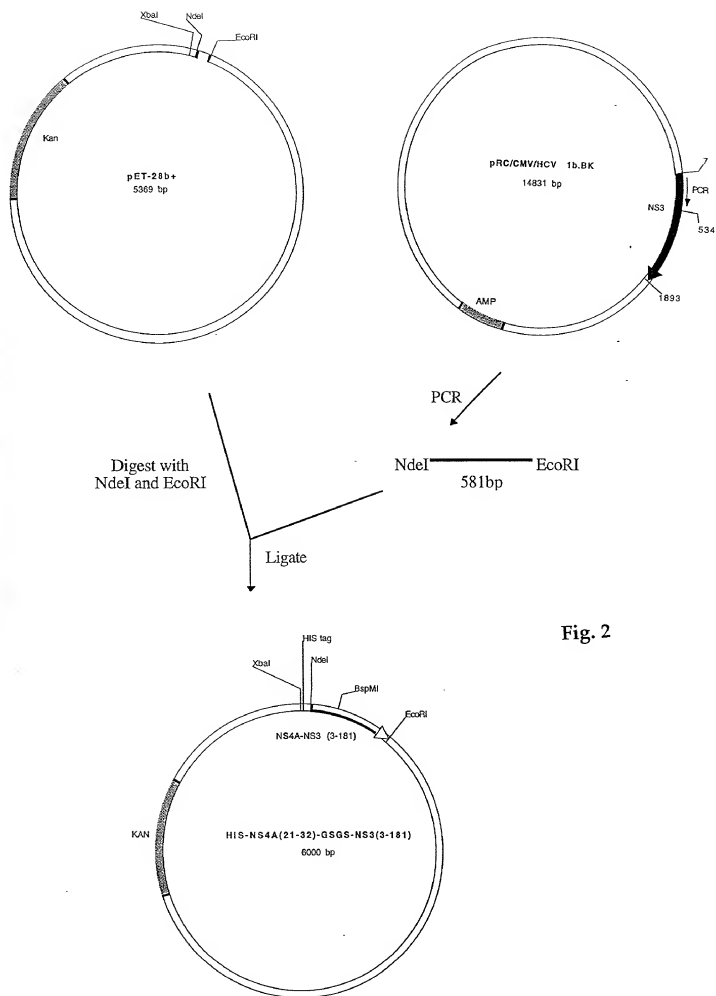 XbaI
NdeI
EcoRI
Kan
pET-28b+
5369 bp
pRC/CMV/HCV 1b.BK
14831 bp
7
PCR
NS3
534
1893
AMP
PCR
Digest with
NdeI and EcoRI
NdeI
EcoRI
581bp
Ligate
Fig. 2
HIS tag
XbaI
NdeI
BspMI
EcoRI
NS4A-NS3 (3-181)
KAN
HIS-NS4A(21-32)-GSGS-NS3(3-181)
6000 bp